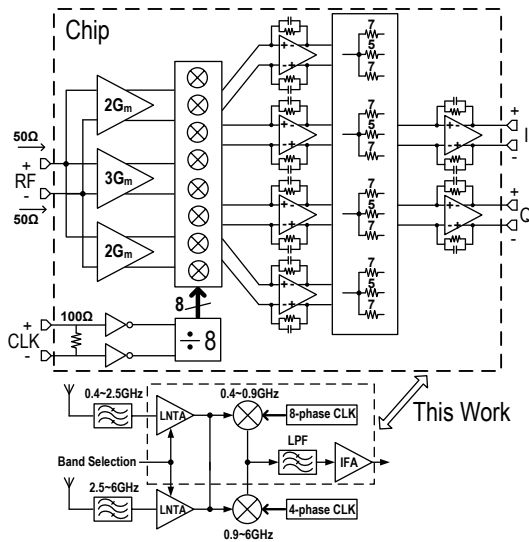 Chip
7
5
7
2Gm
50Ω
+
RF
-
50Ω
3Gm
2Gm
7
5
7
+
I
-
7
5
7
+
Q
-
7
5
7
8
÷ 8
100Ω
+
CLK
-
This Work
0.4~2.5GHz
LNTA
0.4~0.9GHz
8-phase CLK
Band Selection
LPF
IFA
2.5~6GHz
LNTA
4-phase CLK
0.9~6GHz